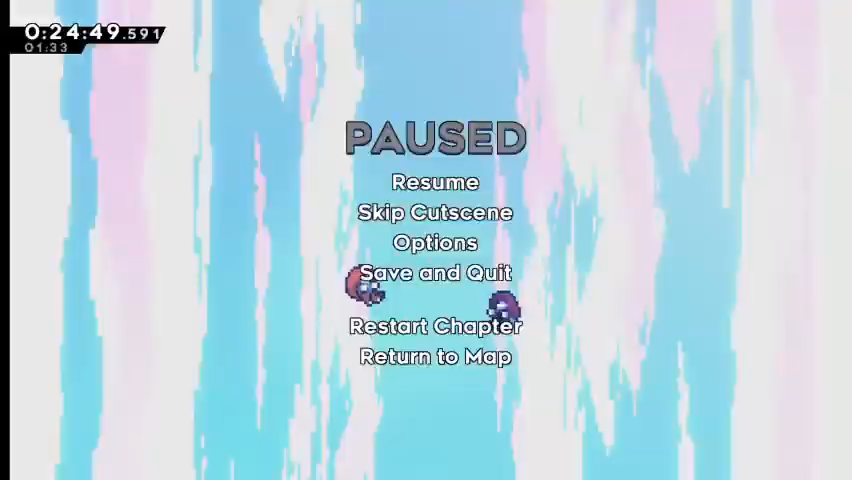 0:24:49.591
01:33
PAUSED
Resume
Skip Cutscene
Options
Save and Quit
Restart Chapter
Return to Map